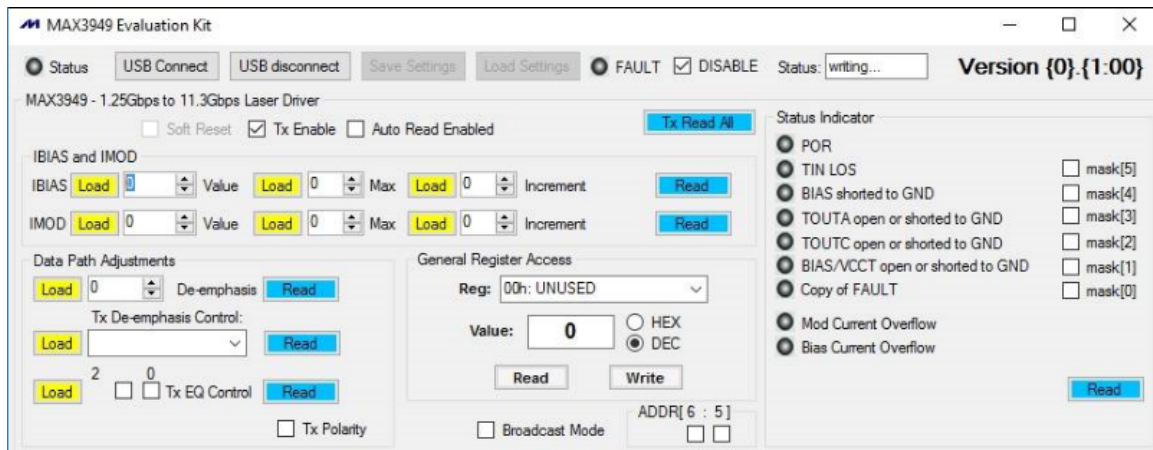 MAX3949 Evaluation Kit
Status USB Connect USB disconnect Save Settings Load Settings FAULT DISABLE Status: writing... Version {0}.{1:00}
MAX3949 - 1.25Gbps to 11.3Gbps Laser Driver
Soft Reset Tx Enable Auto Read Enabled Tx Read All
IBIAS and IMOD
IBIAS Load 0 Value Load 0 Max Load 0 Increment Read
IMOD Load 0 Value Load 0 Max Load 0 Increment Read
Data Path Adjustments
Load 0 De-emphasis Read
Tx De-emphasis Control:
Load Read
2 0
Load Tx EQ Control Read
Tx Polarity
General Register Access
Reg: 00h: UNUSED
Value: 0 HEX
DEC
Read Write
Broadcast Mode
ADDR[ 6 : 5 ]
Status Indicator
POR
TIN LOS mask[5]
BIAS shorted to GND mask[4]
TOUTA open or shorted to GND mask[3]
TOUTC open or shorted to GND mask[2]
BIAS/VCCT open or shorted to GND mask[1]
Copy of FAULT mask[0]
Mod Current Overflow
Bias Current Overflow
Read